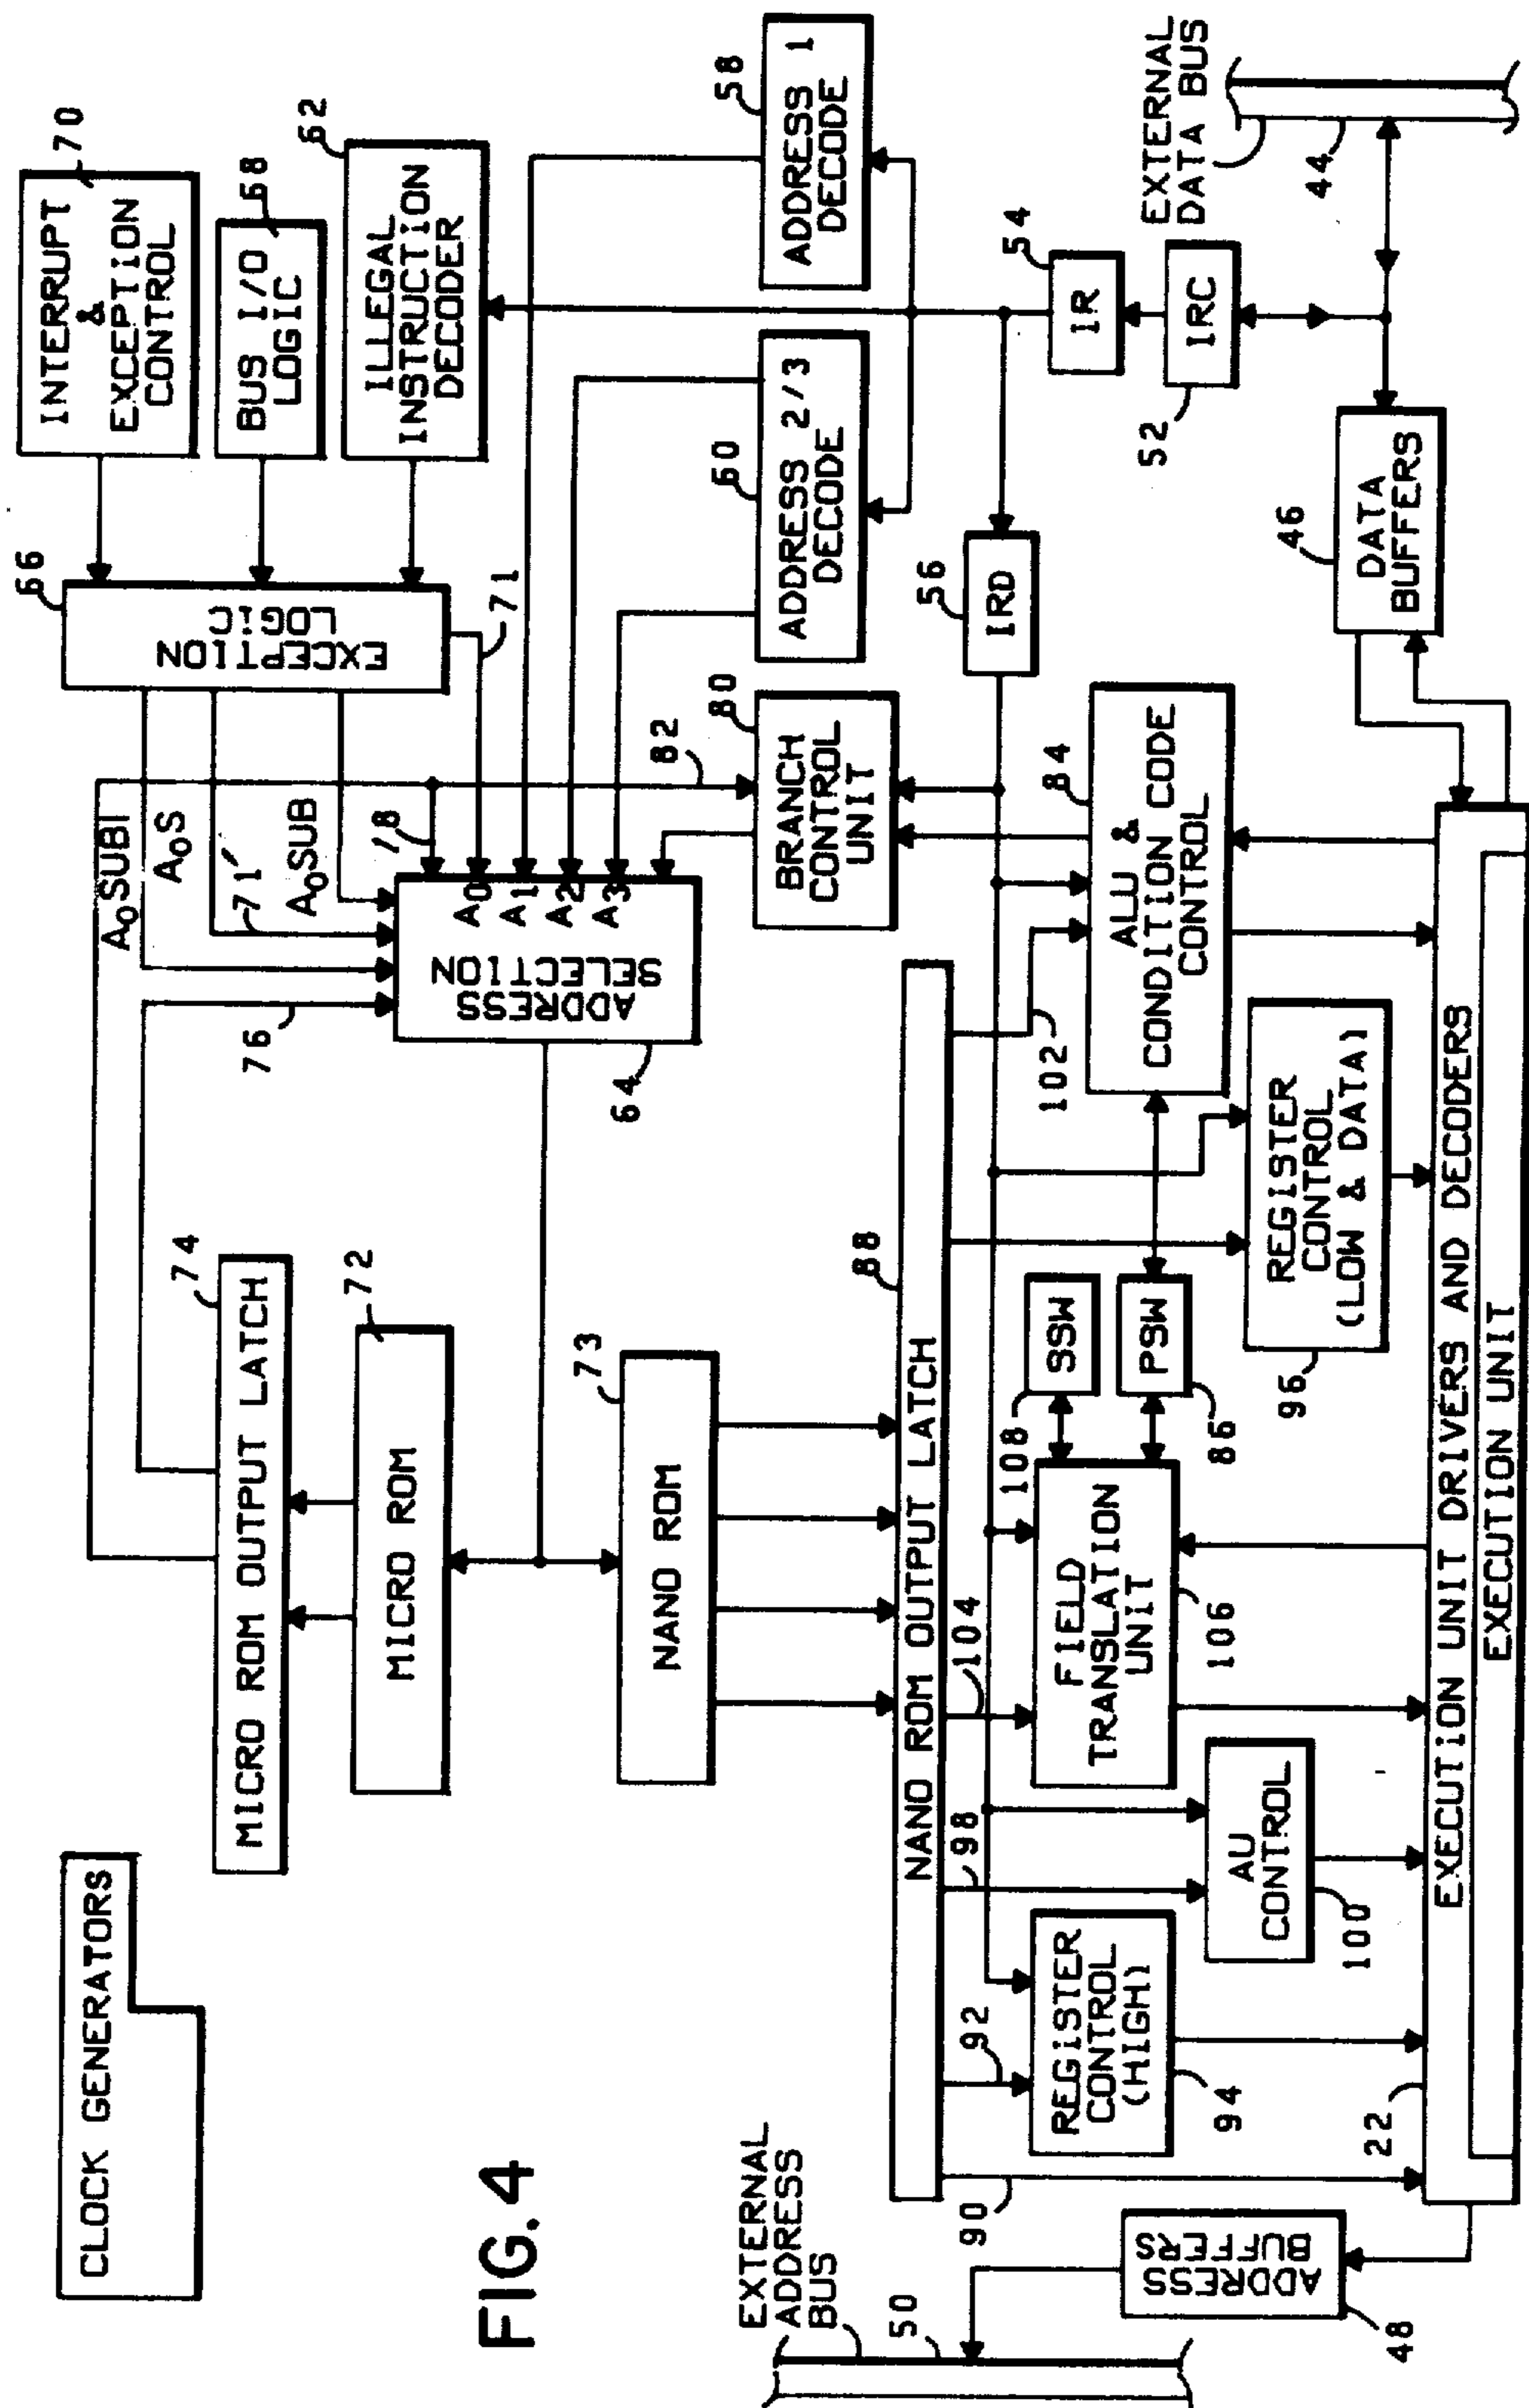 CLOCK GENERATORS
FIG. 4
MICRO ROM OUTPUT LATCH
74
MICRO ROM
72
NANO ROM
73
A0SUBI
A0S
71'
A0SUB
76
78
82
ADDRESS
SELECTION
A0
A1
A2
A3
64
EXCEPTION
LOGIC
66
71
INTERRUPT
&
EXCEPTION
CONTROL
70
BUS I/O
LOGIC
68
ILLEGAL
INSTRUCTION
DECODER
62
ADDRESS 1
DECODE
58
ADDRESS 2/3
DECODE
60
BRANCH
CONTROL
UNIT
80
IRD
56
IR
54
IRC
52
EXTERNAL
DATA BUS
44
DATA
BUFFERS
46
NANO ROM OUTPUT LATCH
88
EXTERNAL
ADDRESS
BUS
50
ADDRESS
BUFFERS
48
90
92
REGISTER
CONTROL
(HIGH)
94
98
AU
CONTROL
100
104
FIELD
TRANSLATION
UNIT
106
108
SSW
PSW
86
REGISTER
CONTROL
(LOW & DATA)
96
102
ALU &
CONDITION CODE
CONTROL
84
22
EXECUTION UNIT DRIVERS AND DECODERS
EXECUTION UNIT